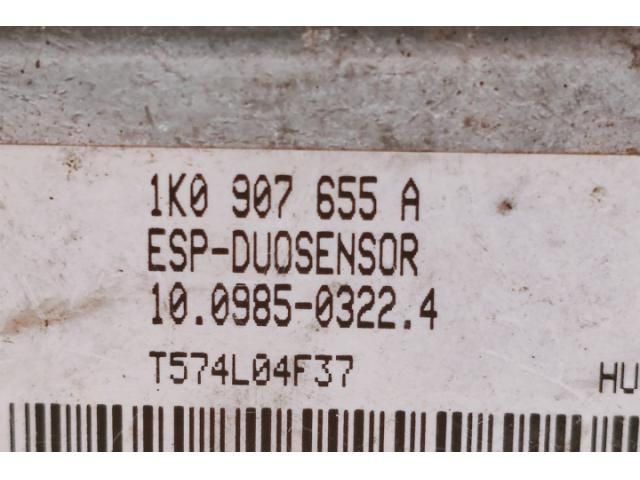 1K0 907 655 A
ESP-DUOSENSOR
10.0985-0322.4
T574L04F37 HU